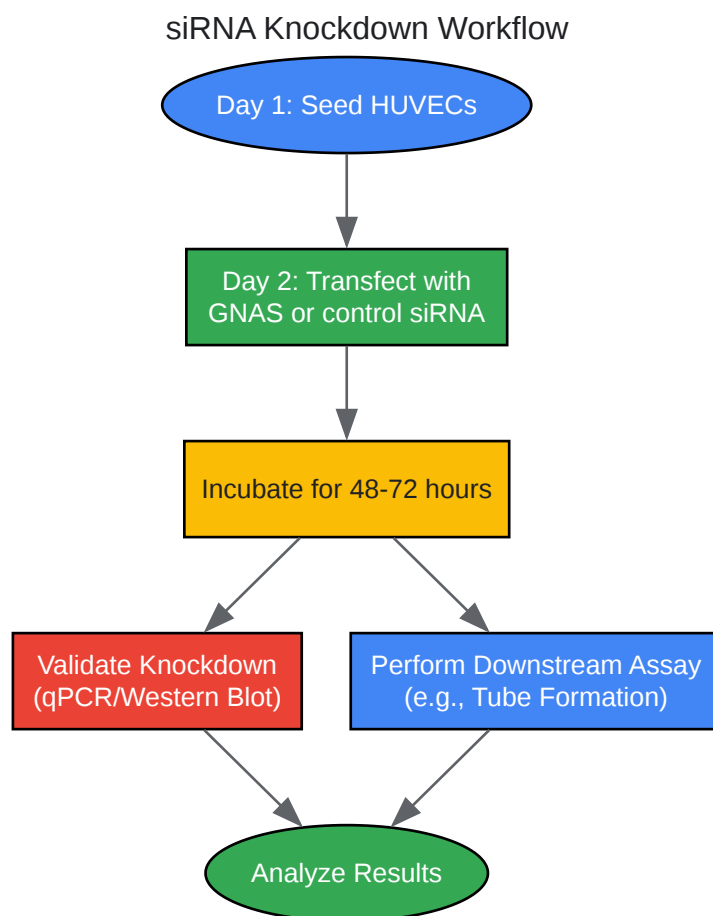 siRNA Knockdown Workflow
Day 1: Seed HUVECs
Day 2: Transfect with
GNAS or control siRNA
Incubate for 48-72 hours
Validate Knockdown
(qPCR/Western Blot)
Perform Downstream Assay
(e.g., Tube Formation)
Analyze Results